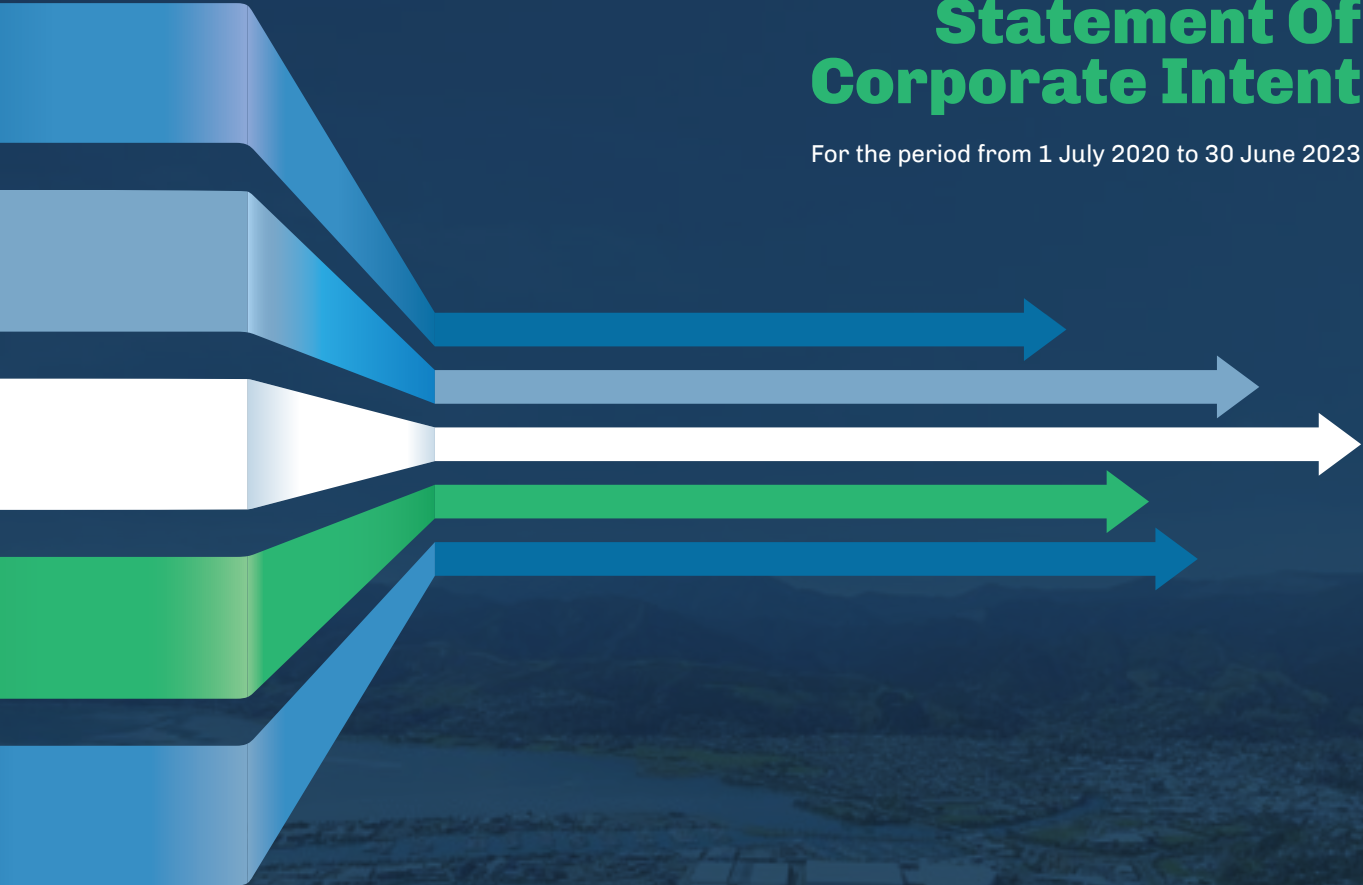 Statement Of
Corporate Intent
For the period from 1 July 2020 to 30 June 2023